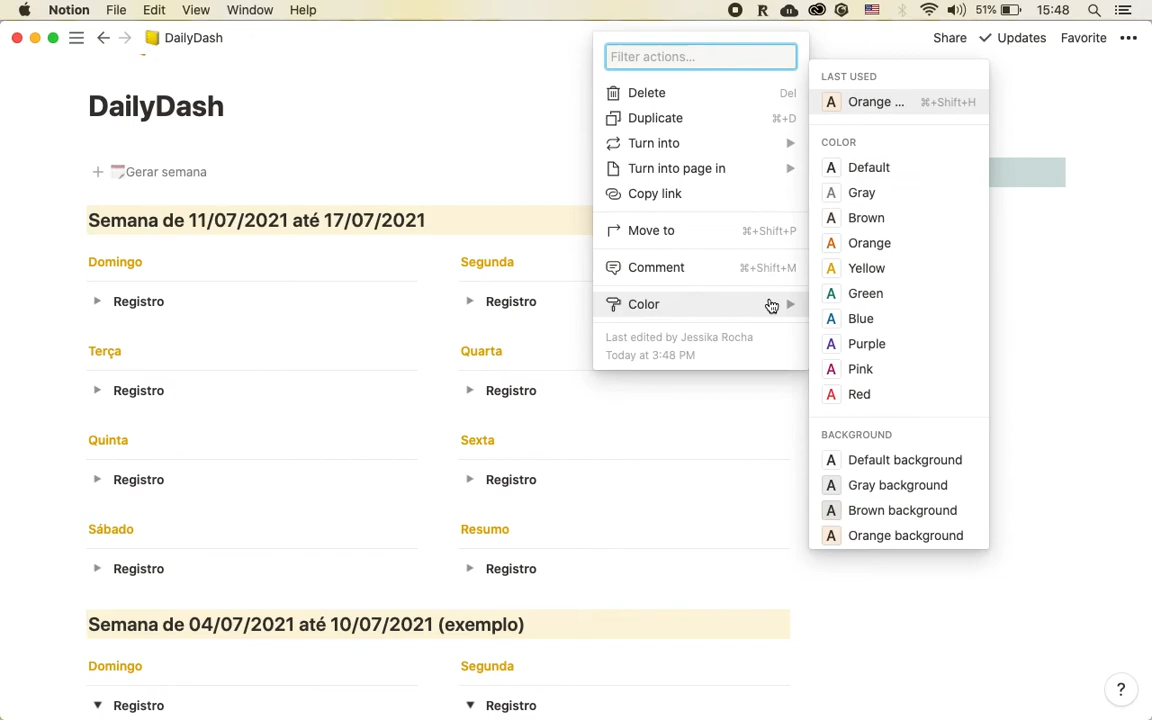 Notion File Edit View Window Help 51% 15:48
DailyDash Share Updates Favorite
DailyDash
Gerar semana
Semana de 11/07/2021 até 17/07/2021
Domingo Segunda
Registro Registro
Terça Quarta
Registro Registro
Quinta Sexta
Registro Registro
Sábado Resumo
Registro Registro
Semana de 04/07/2021 até 10/07/2021 (exemplo)
Domingo Segunda
Registro Registro
Filter actions...
Delete Del
Duplicate ⌘+D
Turn into
Turn into page in
Copy link
Move to ⌘+Shift+P
Comment ⌘+Shift+M
Color
Last edited by Jessika Rocha
Today at 3:48 PM
LAST USED
A Orange ... ⌘+Shift+H
COLOR
A Default
A Gray
A Brown
A Orange
A Yellow
A Green
A Blue
A Purple
A Pink
A Red
BACKGROUND
A Default background
A Gray background
A Brown background
A Orange background
?